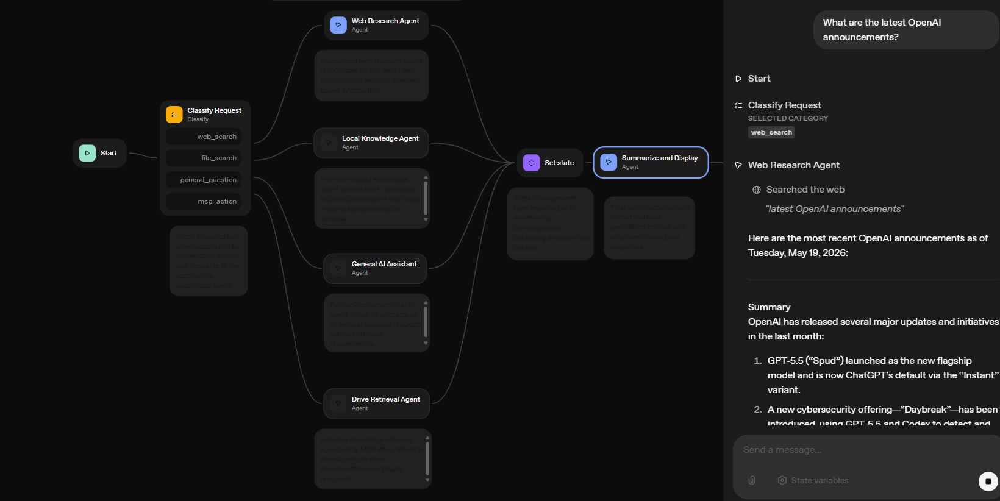 Start
Classify Request
Classify
web_search
file_search
general_question
mcp_action
Intent classification
layer responsible for
dynamically routing
user requests to the
appropriate
specialized agent.
Web Research Agent
Agent
Specialized web research agent
responsible for retrieving and
summarizing external internet-
based information.
Local Knowledge Agent
Agent
Retrieval-based knowledge
agent connected to uploaded
local documentation and study
materials/documentation
cargada.
General AI Assistant
Agent
Fallback conversational AI
agent handling conceptual
or general-purpose requests
without retrieval
requirements.
Drive Retrieval Agent
Agent
External knowledge retrieval
agent using MCP integrations to
access Google Drive
documentation and study
resources.
Set state
State management
layer responsible for
maintaining
conversational
continuity and workflow
context.
Summarize and Display
Agent
Final summarization and
formatting layer
generating concise and
structured markdown
responses.
What are the latest OpenAI
announcements?
Start
Classify Request
SELECTED CATEGORY
web_search
Web Research Agent
Searched the web
"latest OpenAI announcements"
Here are the most recent OpenAI announcements as of
Tuesday, May 19, 2026:
Summary
OpenAI has released several major updates and initiatives
in the last month:
1. GPT-5.5 (“Spud”) launched as the new flagship
model and is now ChatGPT’s default via the “Instant”
variant.
2. A new cybersecurity offering—“Daybreak”—has been
introduced, using GPT-5.5 and Codex to detect and
Send a message...
State variables